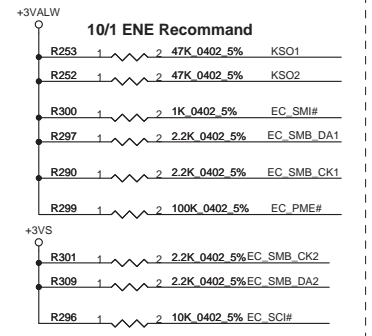 +3VALW
10/1 ENE Recommand
R253 1 2 47K_0402_5% KSO1
R252 1 2 47K_0402_5% KSO2
R300 1 2 1K_0402_5% EC_SMI#
R297 1 2 2.2K_0402_5% EC_SMB_DA1
R290 1 2 2.2K_0402_5% EC_SMB_CK1
R299 1 2 100K_0402_5% EC_PME#
+3VS
R301 1 2 2.2K_0402_5% EC_SMB_CK2
R309 1 2 2.2K_0402_5% EC_SMB_DA2
R296 1 2 10K_0402_5% EC_SCI#